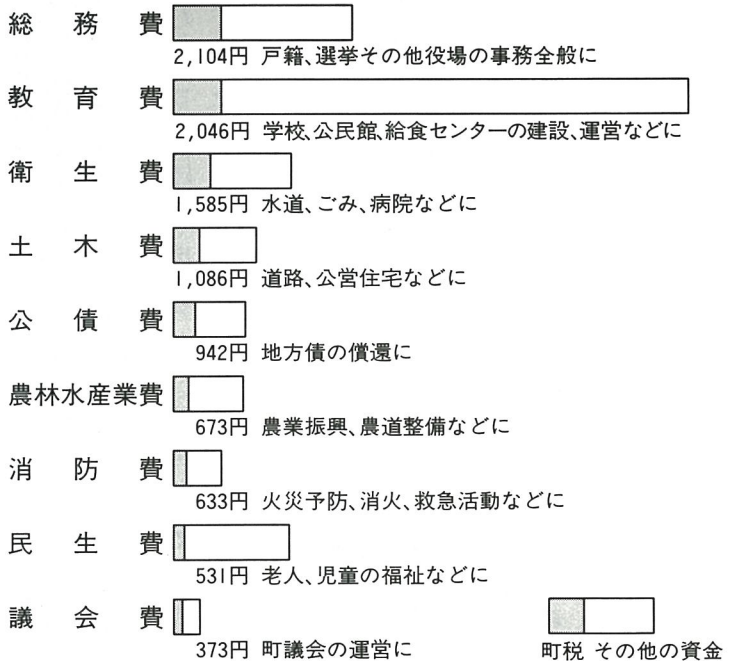 総務費
2,104円 戸籍、選挙その他役場の事務全般に
教育費
2,046円 学校、公民館、給食センターの建設、運営などに
衛生費
1,585円 水道、ごみ、病院などに
土木費
1,086円 道路、公営住宅などに
公債費
942円 地方債の償還に
農林水産業費
673円 農業振興、農道整備などに
消防費
633円 火災予防、消火、救急活動などに
民生費
531円 老人、児童の福祉などに
議会費
373円 町議会の運営に
町税 その他の資金